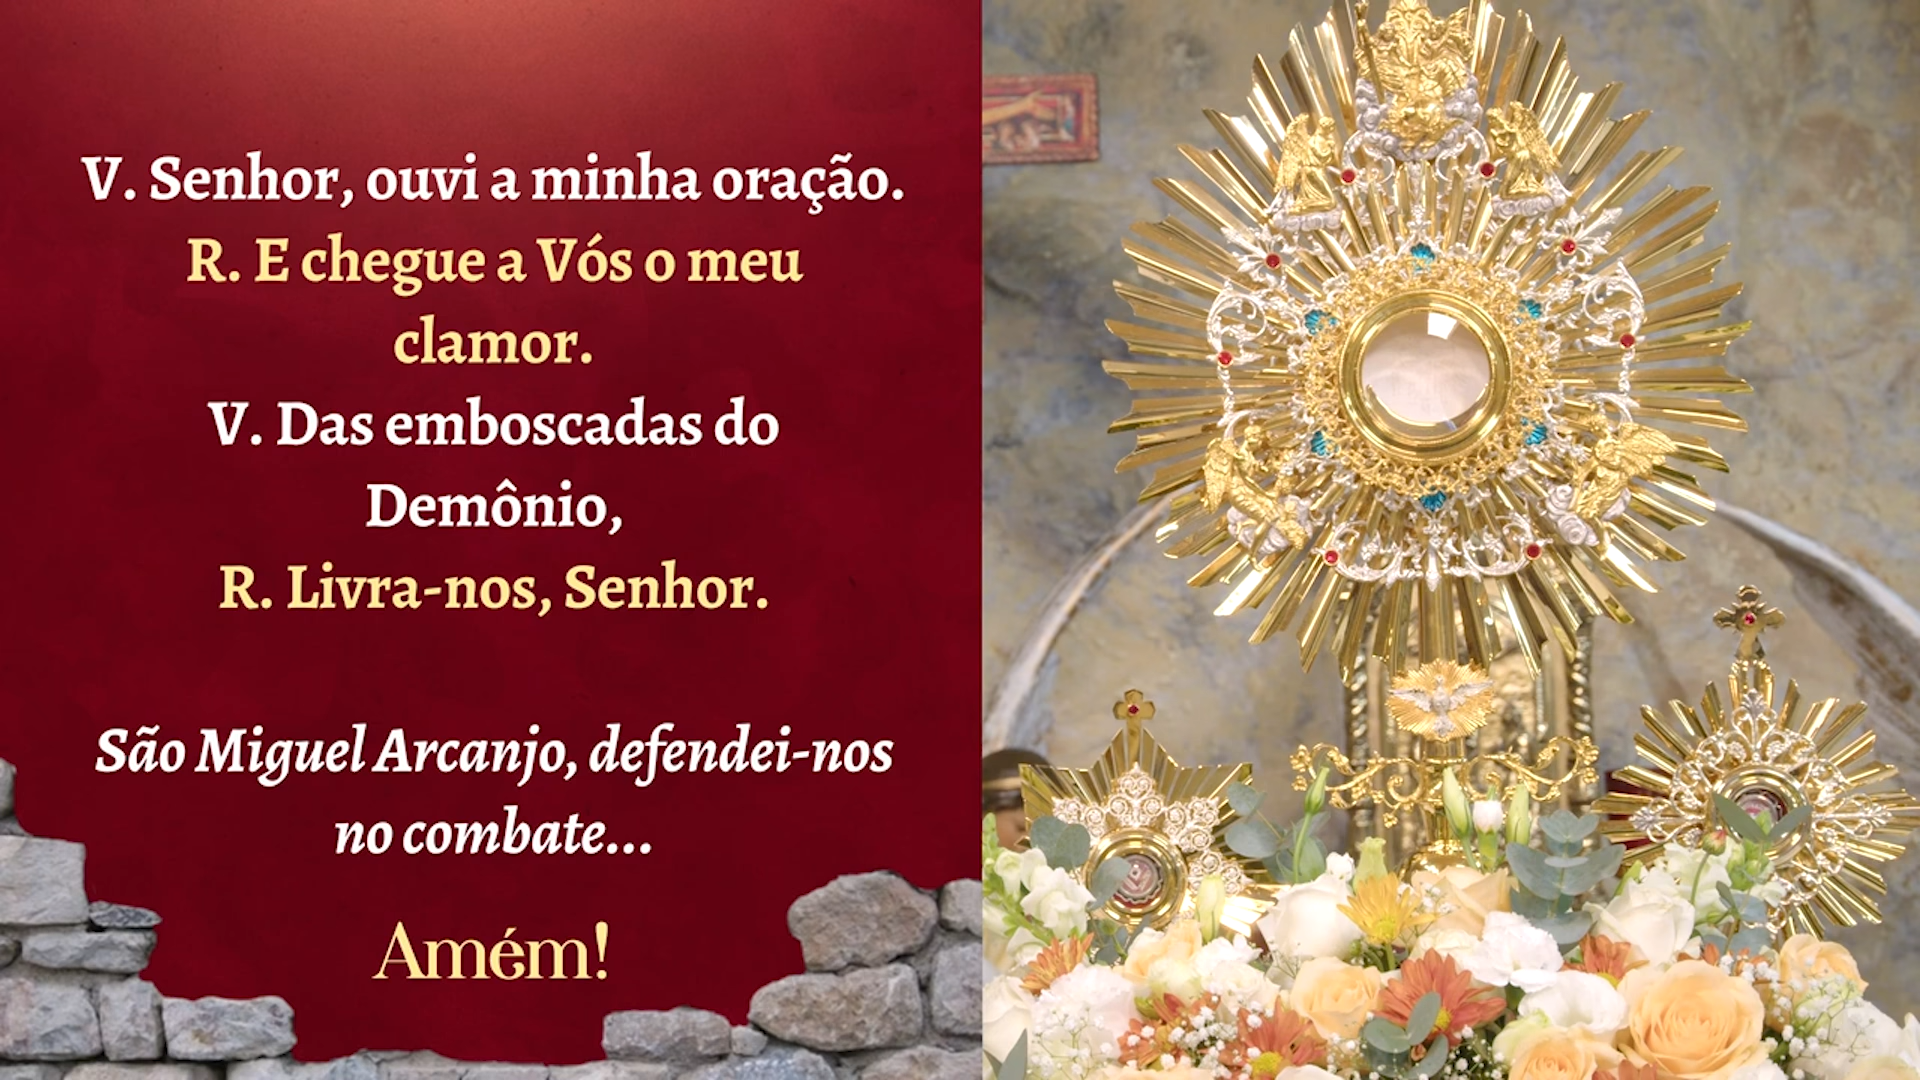 V. Senhor, ouvi a minha oração.
R. E chegue a Vós o meu
clamor.
V. Das emboscadas do
Demônio,
R. Livra-nos, Senhor.
São Miguel Arcanjo, defendei-nos
no combate...
Amém!